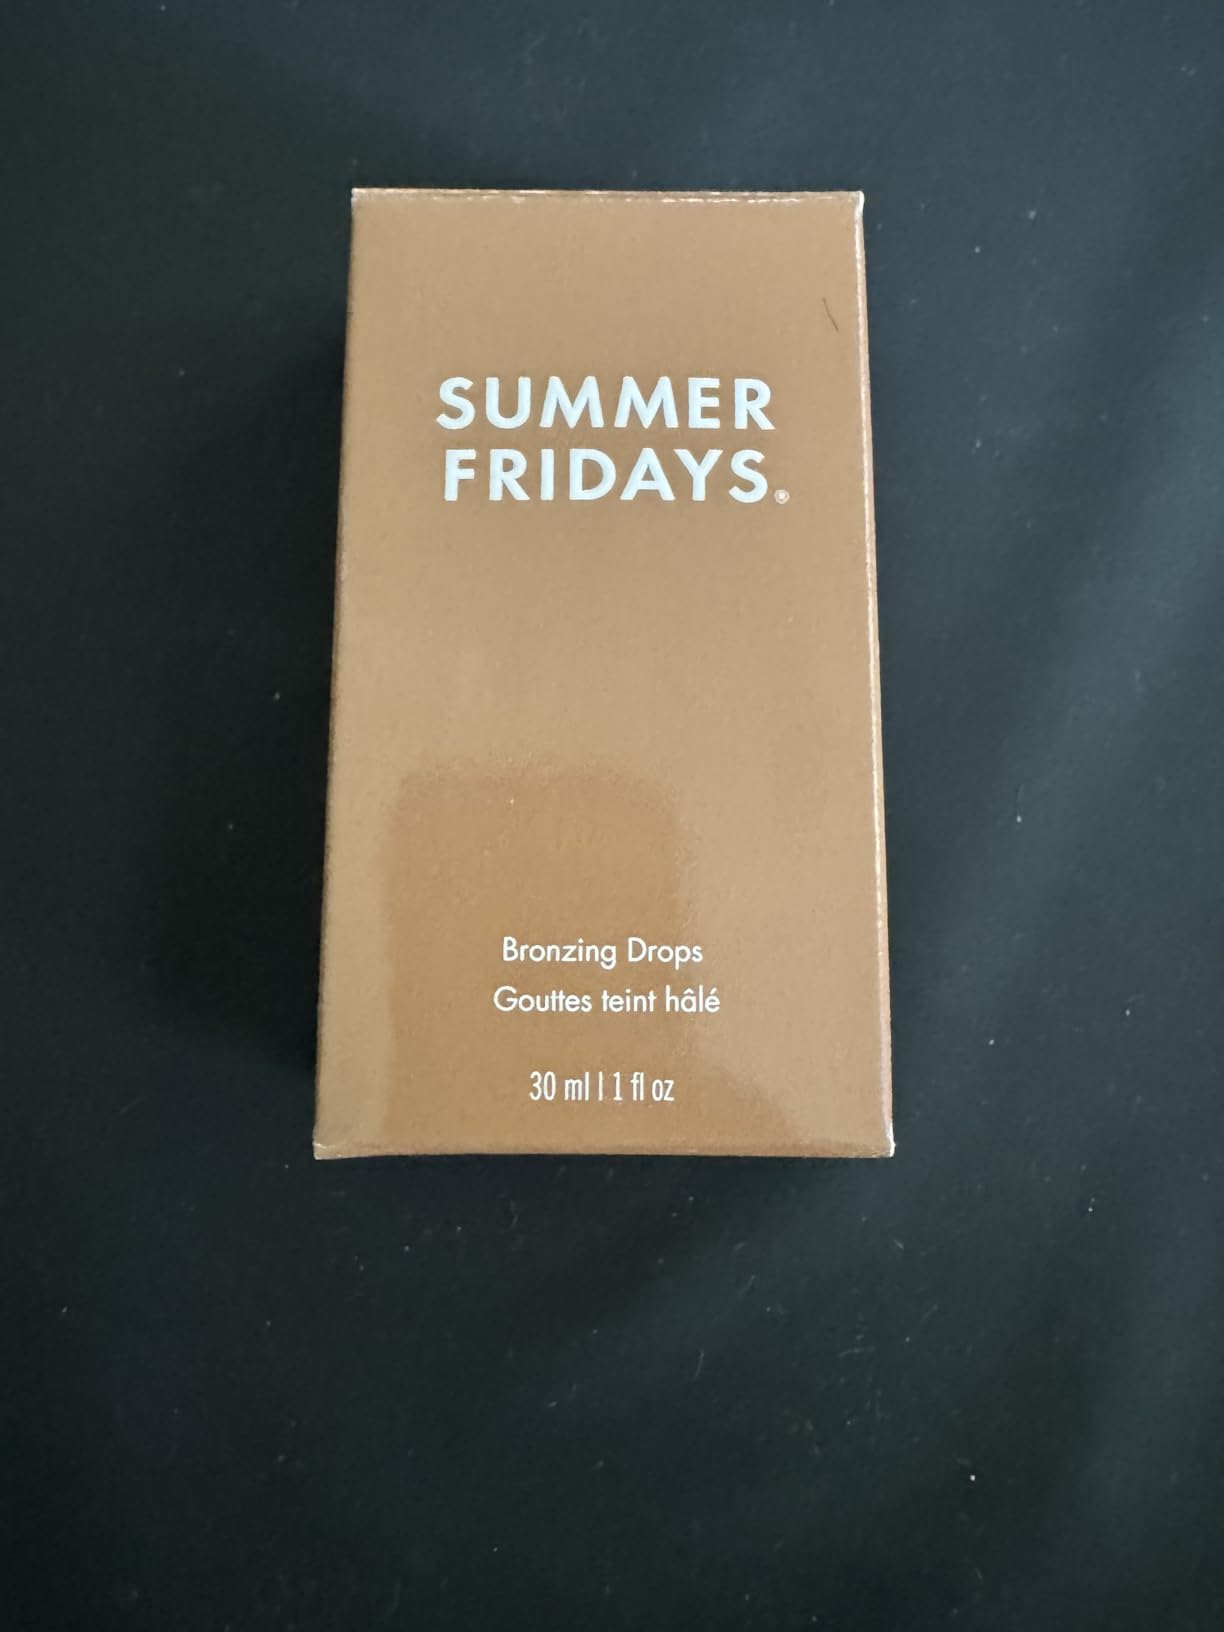 SUMMER
FRIDAYS®
Bronzing Drops
Gouttes teint hâlé
30 ml | 1 fl oz